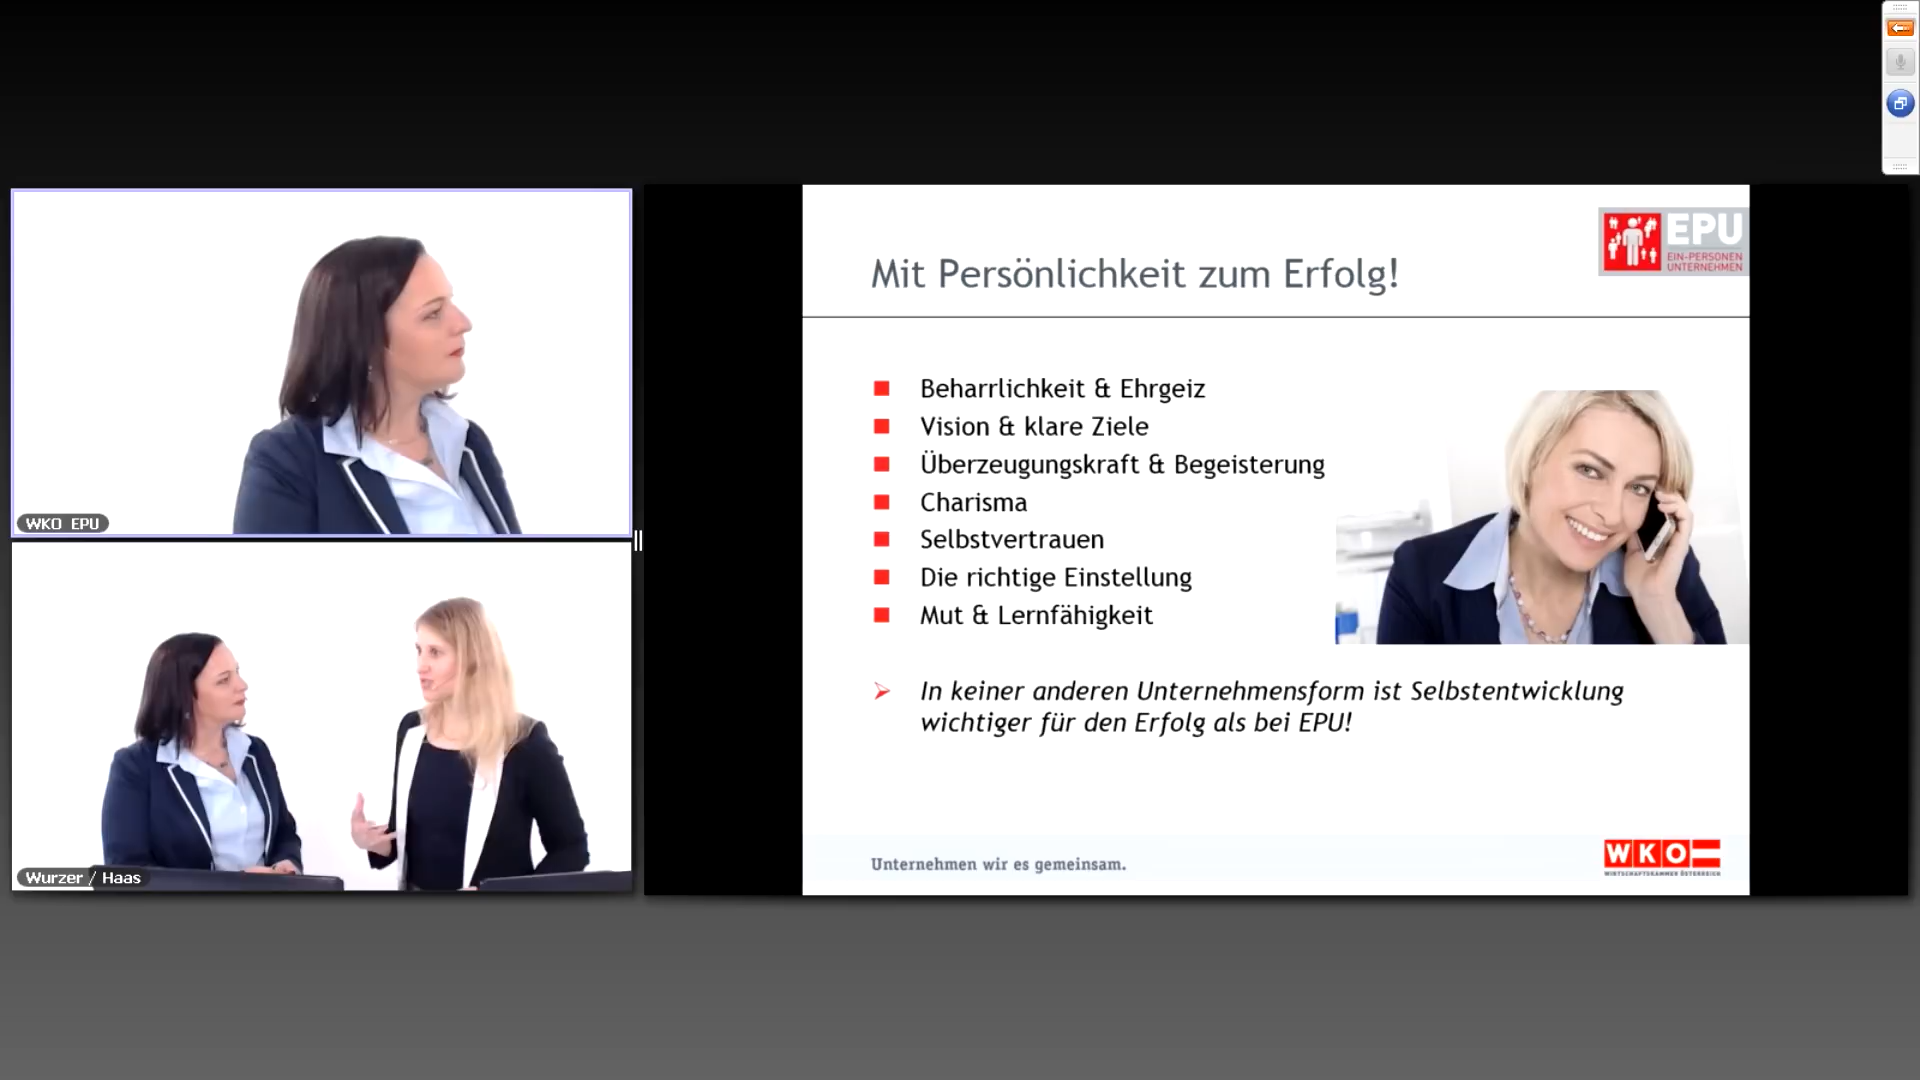 WKO EPU
Wurzer / Haas
EPU
EIN-PERSONEN
UNTERNEHMEN
Mit Persönlichkeit zum Erfolg!
Beharrlichkeit & Ehrgeiz
Vision & klare Ziele
Überzeugungskraft & Begeisterung
Charisma
Selbstvertrauen
Die richtige Einstellung
Mut & Lernfähigkeit
In keiner anderen Unternehmensform ist Selbstentwicklung
wichtiger für den Erfolg als bei EPU!
Unternehmen wir es gemeinsam.
WKO
WIRTSCHAFTSKAMMER ÖSTERREICH